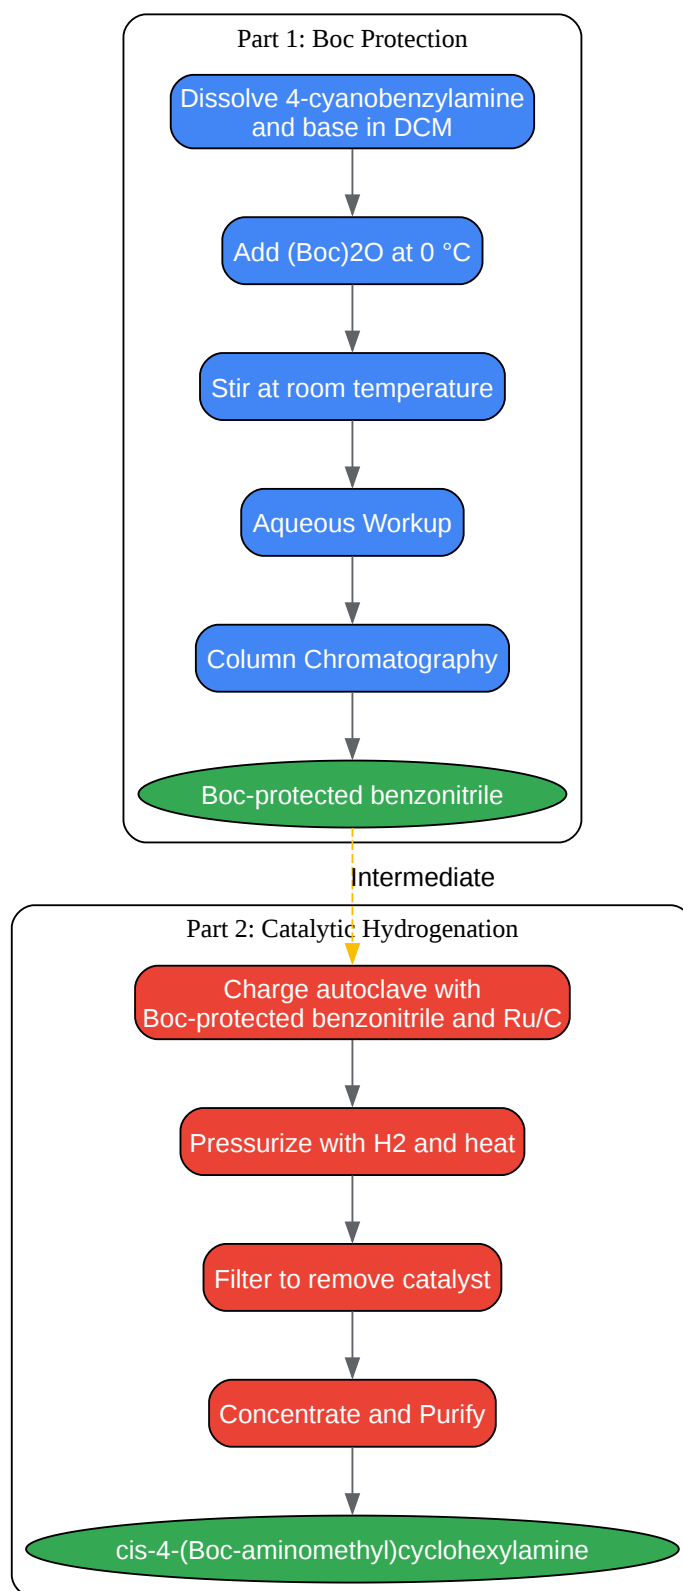 Part 1: Boc Protection
Dissolve 4-cyanobenzylamine
and base in DCM
Add (Boc)2O at 0 °C
Stir at room temperature
Aqueous Workup
Column Chromatography
Boc-protected benzonitrile
Intermediate
Part 2: Catalytic Hydrogenation
Charge autoclave with
Boc-protected benzonitrile and Ru/C
Pressurize with H2 and heat
Filter to remove catalyst
Concentrate and Purify
cis-4-(Boc-aminomethyl)cyclohexylamine